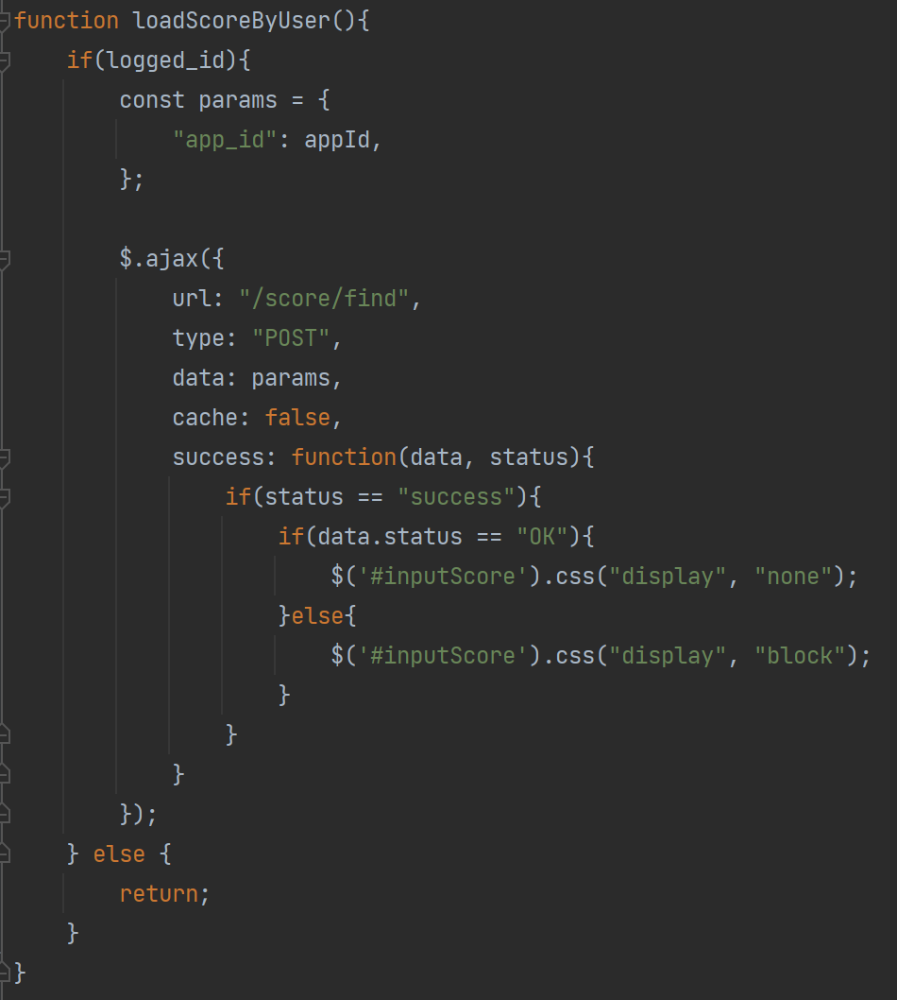 function loadScoreByUser(){
    if(logged_id){
        const params = {
            "app_id": appId,
        };

        $.ajax({
            url: "/score/find",
            type: "POST",
            data: params,
            cache: false,
            success: function(data, status){
                if(status == "success"){
                    if(data.status == "OK"){
                        $('#inputScore').css("display", "none");
                    }else{
                        $('#inputScore').css("display", "block");
                    }
                }
            }
        });
    } else {
        return;
    }
}